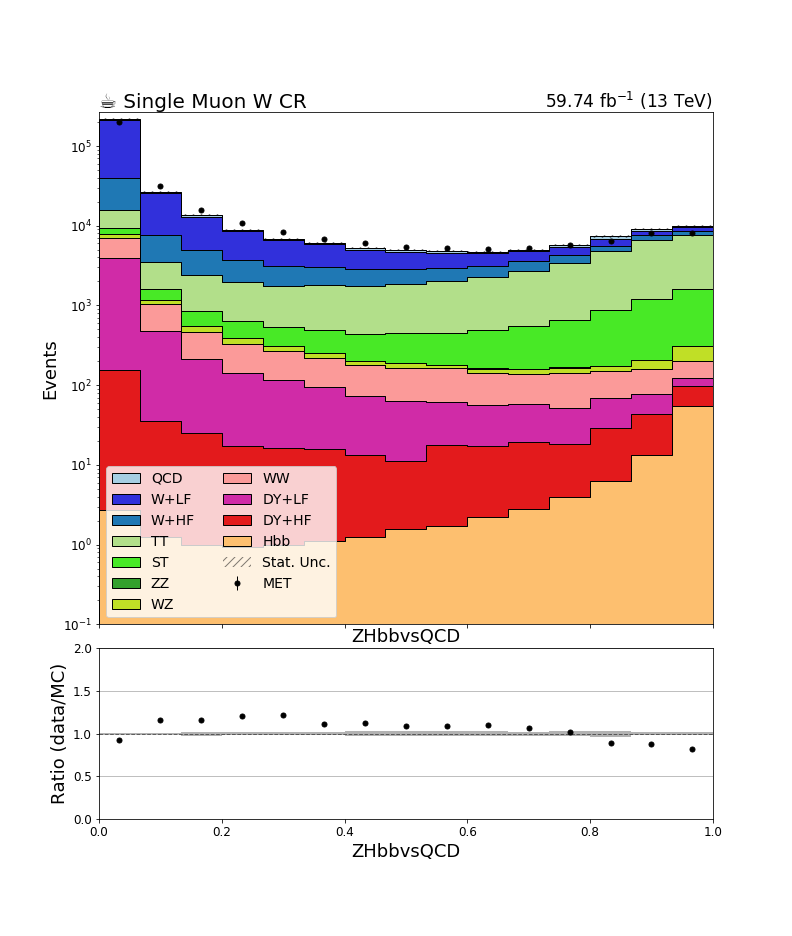 ☕ Single Muon W CR 59.74 fb⁻¹ (13 TeV)
Events
10⁵
10⁴
10³
10²
10¹
10⁰
10⁻¹
QCD WW
W+LF DY+LF
W+HF DY+HF
TT Hbb
ST Stat. Unc.
ZZ MET
WZ
ZHbbvsQCD
Ratio (data/MC)
2.0
1.5
1.0
0.5
0.0
0.0 0.2 0.4 0.6 0.8 1.0
ZHbbvsQCD